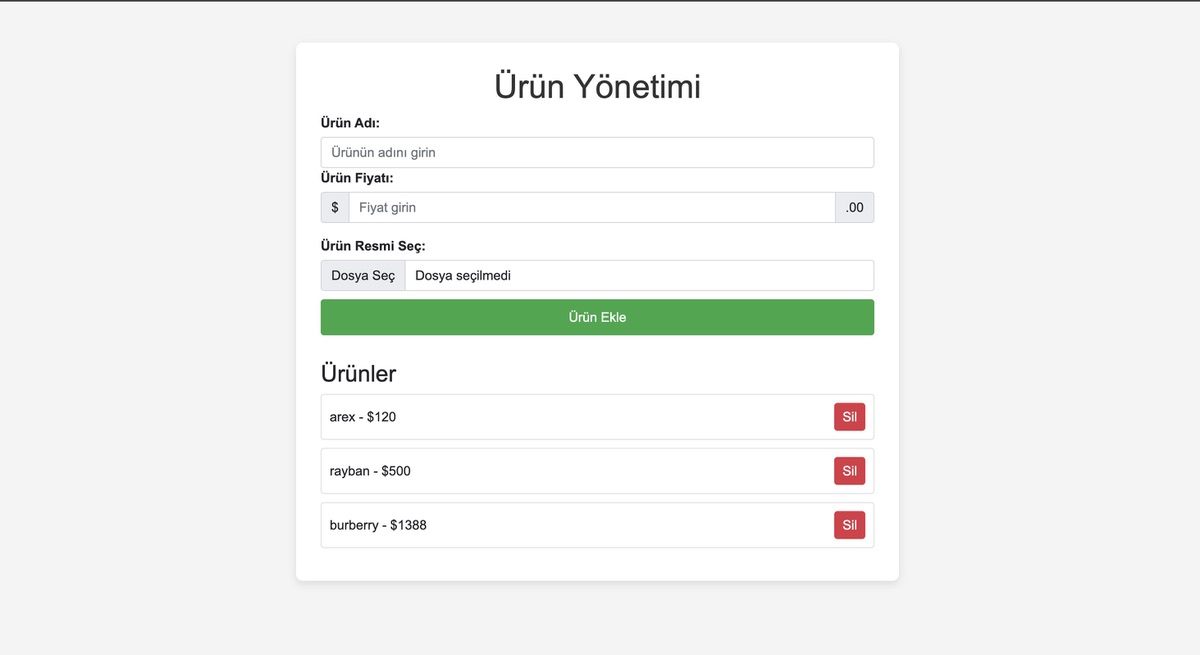 Ürün Yönetimi
Ürün Adı:
Ürünün adını girin
Ürün Fiyatı:
$ Fiyat girin .00
Ürün Resmi Seç:
Dosya Seç Dosya seçilmedi
Ürün Ekle
Ürünler
arex - $120 Sil
rayban - $500 Sil
burberry - $1388 Sil